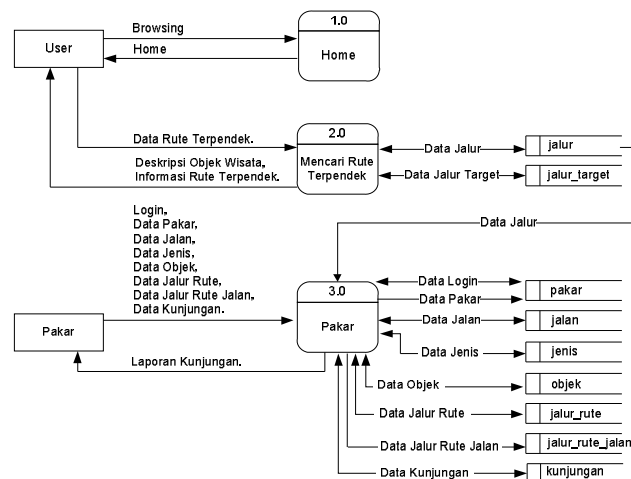 Browsing
1.0
User
Home
Home
Data Rute Terpendek.
2.0
Deskripsi Objek Wisata,
Informasi Rute Terpendek.
Mencari Rute
Terpendek
Data Jalur
jalur
Data Jalur Target
jalur_target
Login,
Data Pakar,
Data Jalan,
Data Jenis,
Data Objek,
Data Jalur Rute,
Data Jalur Rute Jalan,
Data Kunjungan.
Data Jalur
3.0
Pakar
Pakar
Laporan Kunjungan.
Data Login
Data Pakar
pakar
Data Jalan
jalan
Data Jenis
jenis
Data Objek
objek
Data Jalur Rute
jalur_rute
Data Jalur Rute Jalan
jalur_rute_jalan
Data Kunjungan
kunjungan